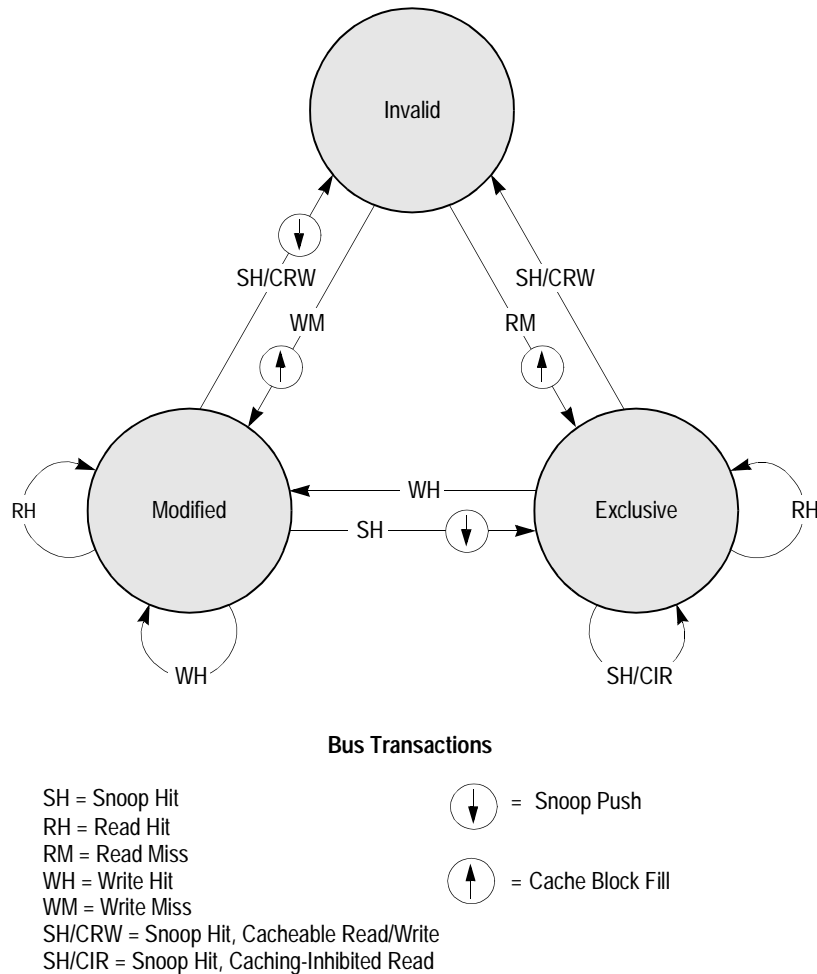 Invalid
SH/CRW
SH/CRW
WM
RM
WH
RH
Modified
Exclusive
RH
SH
WH
SH/CIR
Bus Transactions
SH = Snoop Hit
= Snoop Push
RH = Read Hit
RM = Read Miss
WH = Write Hit
= Cache Block Fill
WM = Write Miss
SH/CRW = Snoop Hit, Cacheable Read/Write
SH/CIR = Snoop Hit, Caching-Inhibited Read